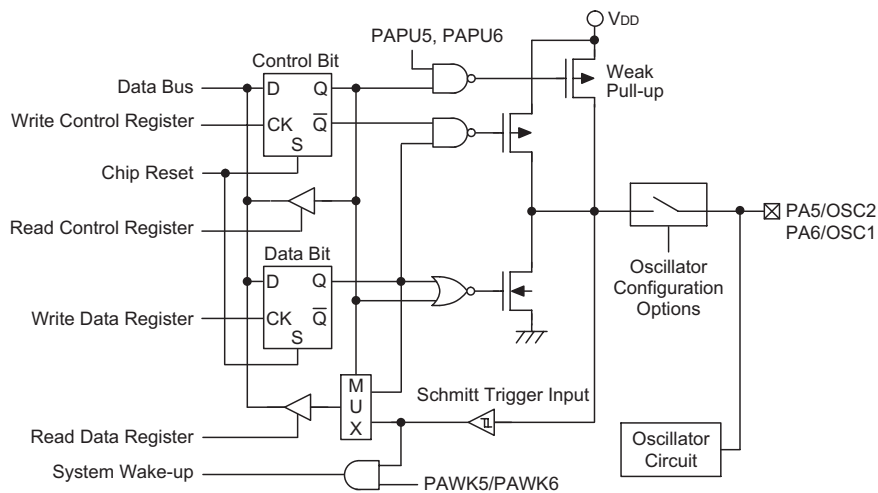 VDD
PAPU5, PAPU6
Control Bit
Weak
Pull-up
Data Bus
D
Q
Write Control Register
CK
Q
S
Chip Reset
Read Control Register
PA5/OSC2
PA6/OSC1
Data Bit
Oscillator
Configuration
Options
D
Q
Write Data Register
CK
Q
S
M
U
X
Schmitt Trigger Input
Read Data Register
Oscillator
Circuit
System Wake-up
PAWK5/PAWK6